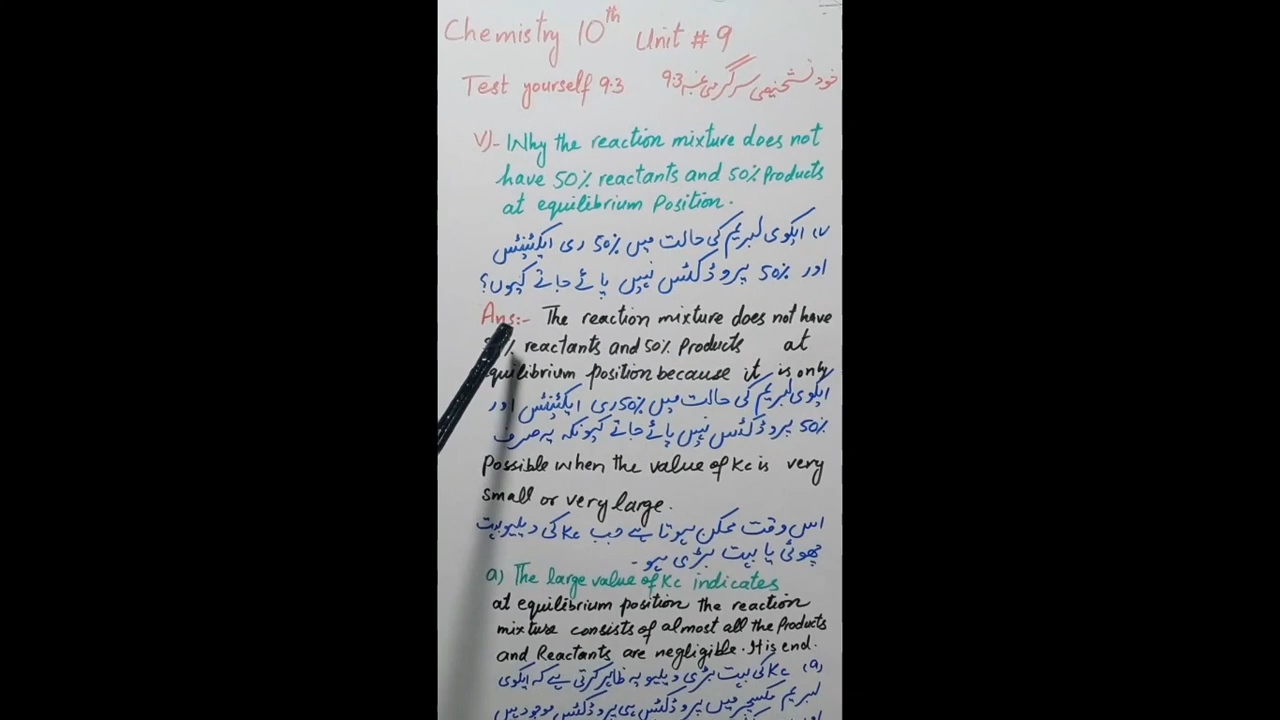 Chemistry 10th Unit # 9
Test yourself 9.3 خود تشخیصی سرگرمی نمبر 9.3
V)- Why the reaction mixture does not
have 50% reactants and 50% Products
at equilibrium Position.
v) ایکوی لبریم کی حالت میں 50% ری ایکٹینٹس
اور 50% پروڈکٹس نہیں پائے جاتے کیوں؟
Ans:- The reaction mixture does not have
% reactants and 50% Products at
equilibrium position because it is only
ایکوی لبریم کی حالت میں 50% ری ایکٹینٹس اور
50% پروڈکٹس نہیں پائے جاتے کیونکہ یہ صرف
Possible when the value of Kc is very
small or very large.
اس وقت ممکن ہوتا ہے جب Kc کی ویلیو بہت
چھوٹی یا بہت بڑی ہو۔
a) The large value of Kc indicates
at equilibrium position the reaction
mixture consists of almost all the Products
and Reactants are negligible. It is end.
(a) Kc کی بہت بڑی ویلیو یہ ظاہر کرتی ہے کہ ایکوی
لبریم مکسچر میں پروڈکٹس ہی پروڈکٹس موجود ہیں